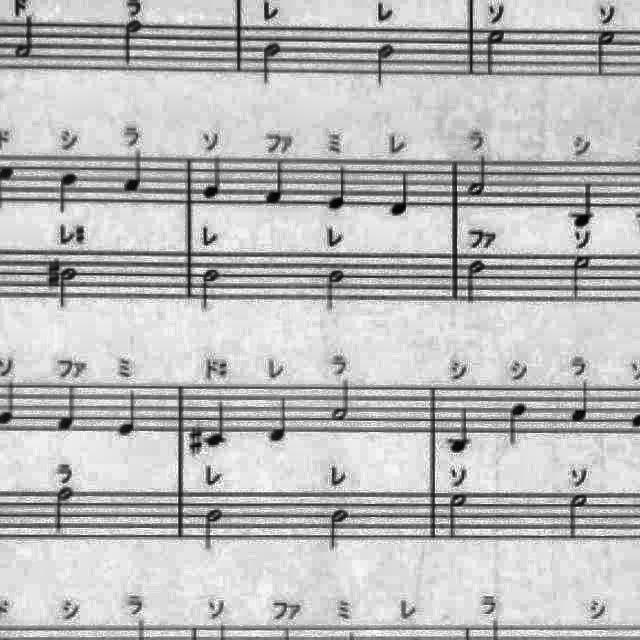 ド ラ レ レ ソ ソ
ド シ ラ ソ ファ ミ レ ラ シ
レ# レ レ ファ ソ
ソ ファ ミ ド# レ ラ シ シ ラ ソ
ラ レ レ ソ ソ
ド シ ラ ソ ファ ミ レ ラ シ